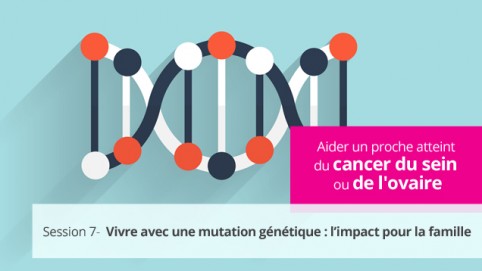 Aider un proche atteint
du cancer du sein
ou de l'ovaire
Session 7- Vivre avec une mutation génétique : l’impact pour la famille